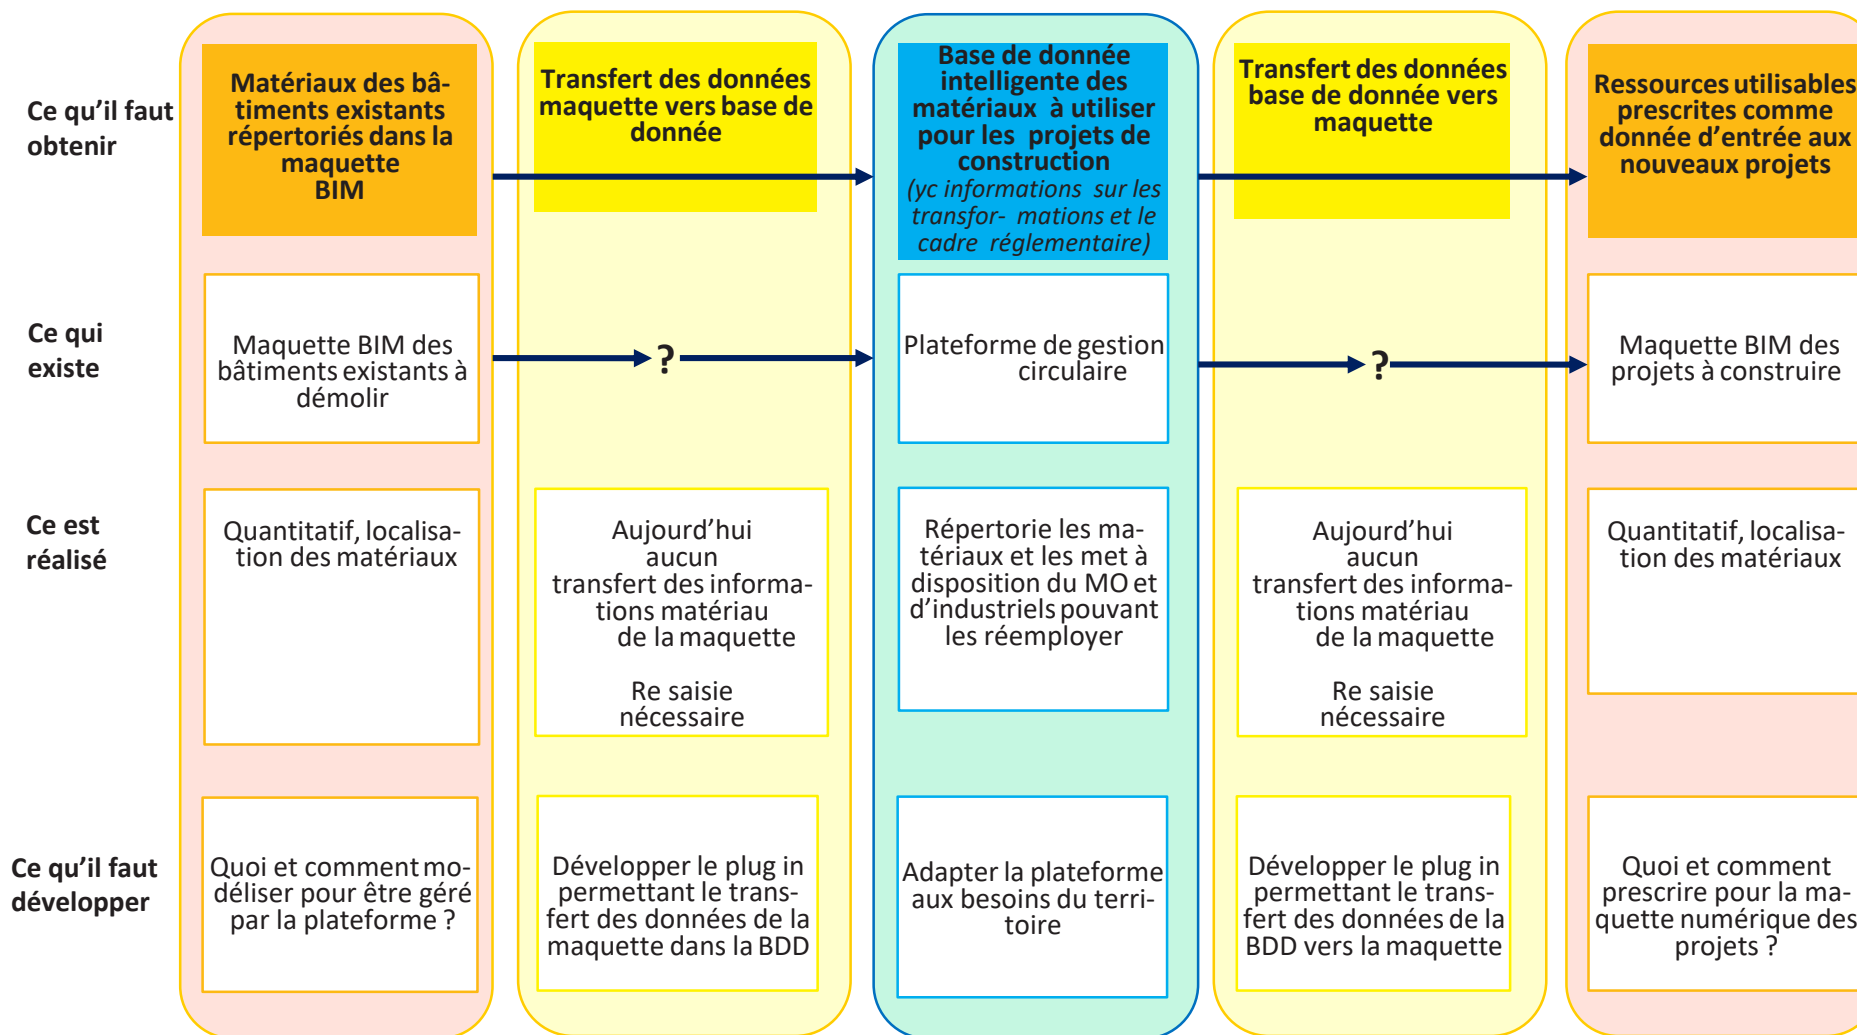 Ce qu'il faut
obtenir
Matériaux des bâ-
timents existants
répertoriés dans la
maquette
BIM
Transfert des données
maquette vers base de
donnée
Base de donnée
intelligente des
matériaux à utiliser
pour les projets de
construction
(yc informations sur les
transfor- mations et le
cadre réglementaire)
Transfert des données
base de donnée vers
maquette
Ressources utilisables
prescrites comme
donnée d'entrée aux
nouveaux projets
Ce qui
existe
Maquette BIM des
bâtiments existants à
démolir
?
Plateforme de gestion
circulaire
?
Maquette BIM des
projets à construire
Ce est
réalisé
Quantitatif, localisa-
tion des matériaux
Aujourd'hui
aucun
transfert des informa-
tions matériau
de la maquette
Re saisie
nécessaire
Répertorie les ma-
tériaux et les met à
disposition du MO et
d'industriels pouvant
les réemployer
Aujourd'hui
aucun
transfert des informa-
tions matériau
de la maquette
Re saisie
nécessaire
Quantitatif, localisa-
tion des matériaux
Ce qu'il faut
développer
Quoi et comment mo-
déliser pour être géré
par la plateforme ?
Développer le plug in
permettant le trans-
fert des données de la
maquette dans la BDD
Adapter la plateforme
aux besoins du terri-
toire
Développer le plug in
permettant le trans-
fert des données de la
BDD vers la maquette
Quoi et comment
prescrire pour la ma-
quette numérique des
projets ?